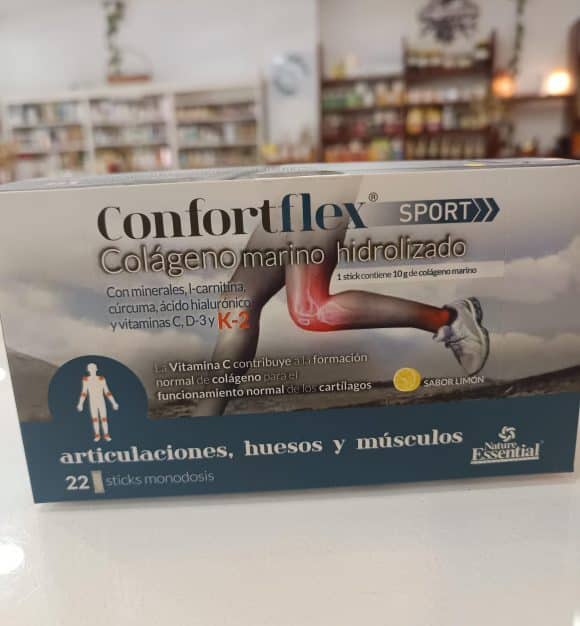 Confortflex® SPORT
Colágeno marino hidrolizado
1 stick contiene 10 g de colágeno marino
Con minerales, l-carnitina,
cúrcuma, ácido hialurónico
y vitaminas C, D-3 y K-2
La Vitamina C contribuye a la formación
normal de colágeno para el
funcionamiento normal de los cartílagos
SABOR LIMÓN
articulaciones, huesos y músculos
22 sticks monodosis
Nature
Essential